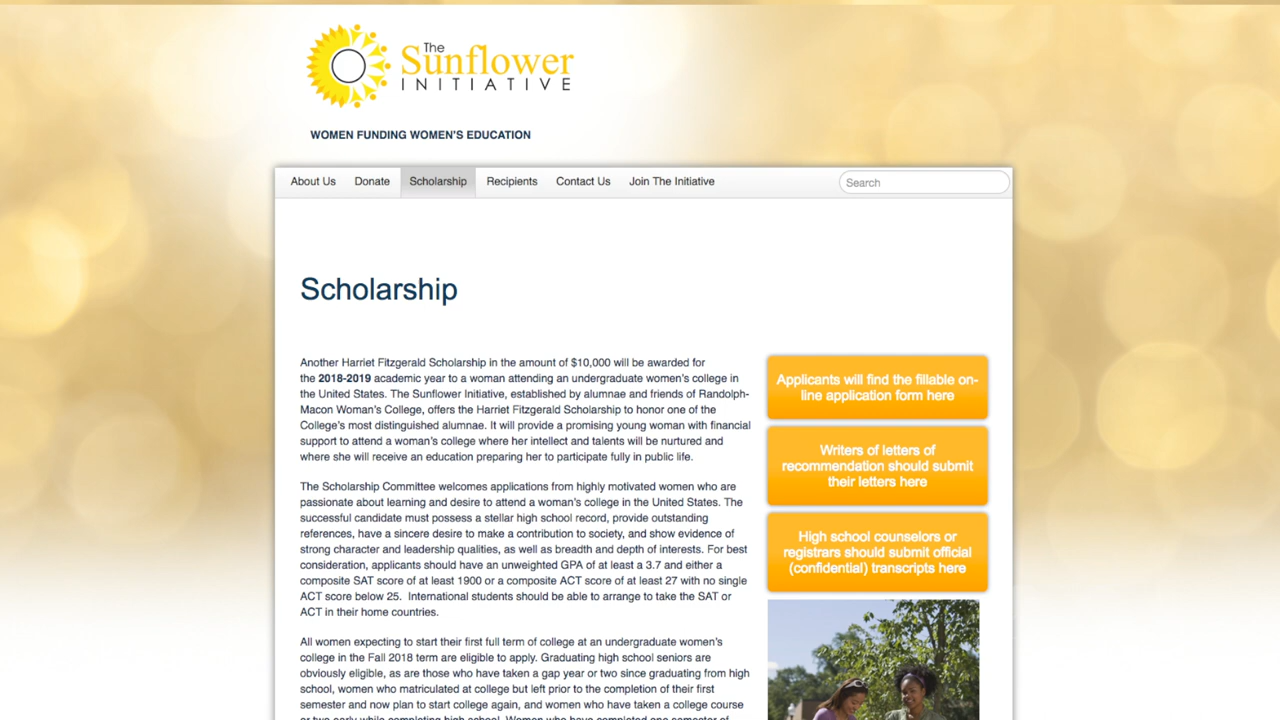 The
Sunflower
INITIATIVE
WOMEN FUNDING WOMEN'S EDUCATION
About Us Donate Scholarship Recipients Contact Us Join The Initiative Search
Scholarship
Another Harriet Fitzgerald Scholarship in the amount of $10,000 will be awarded for
the 2018-2019 academic year to a woman attending an undergraduate women's college in
the United States. The Sunflower Initiative, established by alumnae and friends of Randolph-
Macon Woman's College, offers the Harriet Fitzgerald Scholarship to honor one of the
College's most distinguished alumnae. It will provide a promising young woman with financial
support to attend a woman's college where her intellect and talents will be nurtured and
where she will receive an education preparing her to participate fully in public life.
The Scholarship Committee welcomes applications from highly motivated women who are
passionate about learning and desire to attend a woman's college in the United States. The
successful candidate must possess a stellar high school record, provide outstanding
references, have a sincere desire to make a contribution to society, and show evidence of
strong character and leadership qualities, as well as breadth and depth of interests. For best
consideration, applicants should have an unweighted GPA of at least a 3.7 and either a
composite SAT score of at least 1900 or a composite ACT score of at least 27 with no single
ACT score below 25. International students should be able to arrange to take the SAT or
ACT in their home countries.
All women expecting to start their first full term of college at an undergraduate women's
college in the Fall 2018 term are eligible to apply. Graduating high school seniors are
obviously eligible, as are those who have taken a gap year or two since graduating from high
school, women who matriculated at college but left prior to the completion of their first
semester and now plan to start college again, and women who have taken a college course
or two early while completing high school. Women who have completed one semester of
Applicants will find the fillable on-
line application form here
Writers of letters of
recommendation should submit
their letters here
High school counselors or
registrars should submit official
(confidential) transcripts here